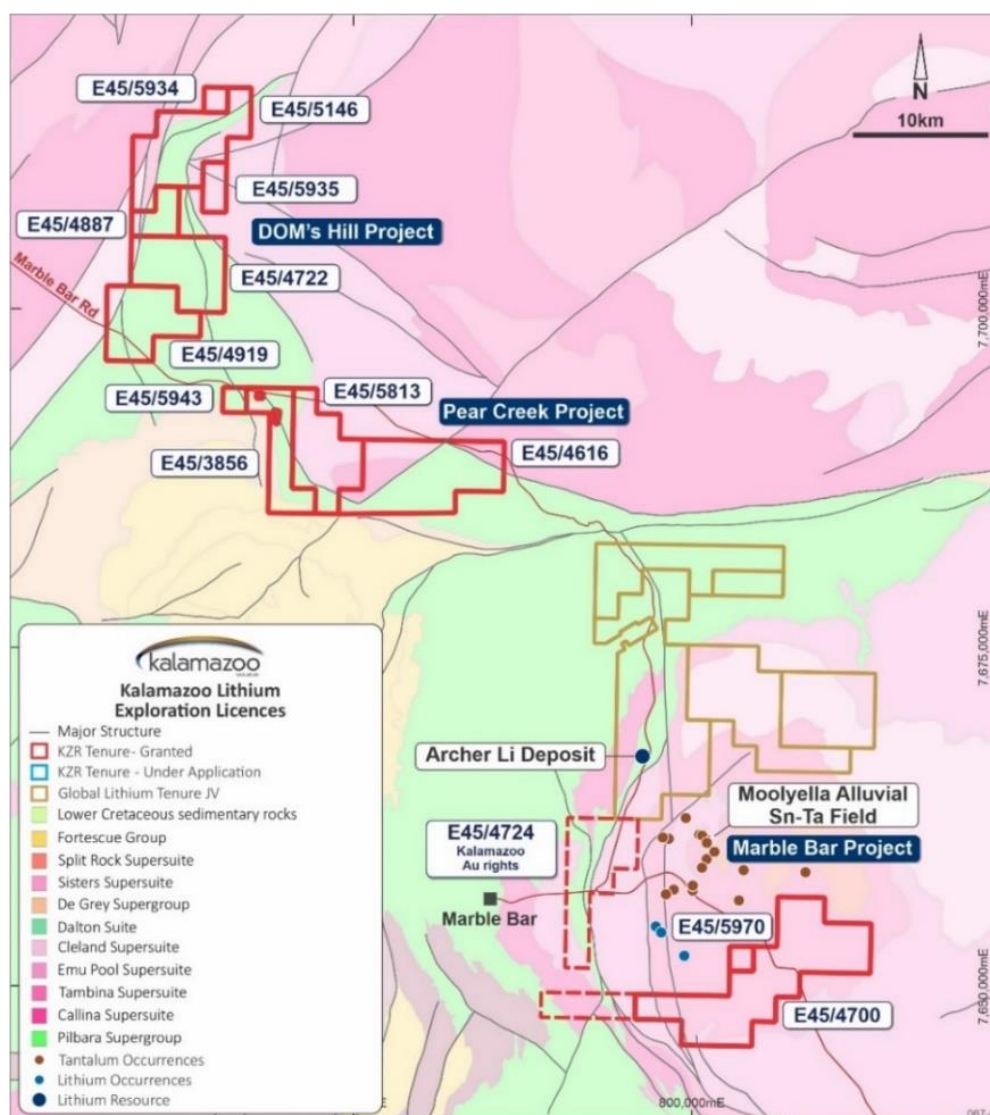 E45/5934
E45/5146
N
10km
E45/5935
E45/4887
DOM's Hill Project
E45/4722
Marble Bar Rd
7,700,000mE
E45/4919
E45/5943
E45/5813
Pear Creek Project
E45/3856
E45/4616
7,675,000mE
Archer Li Deposit
Moolyella Alluvial
Sn-Ta Field
E45/4724
Kalamazoo
Au rights
Marble Bar Project
Marble Bar
E45/5970
E45/4700
7,650,000mE
kalamazoo
Kalamazoo Lithium
Exploration Licences
Major Structure
KZR Tenure- Granted
KZR Tenure - Under Application
Global Lithium Tenure JV
Lower Cretaceous sedimentary rocks
Fortescue Group
Split Rock Supersuite
Sisters Supersuite
De Grey Supergroup
Dalton Suite
Cleland Supersuite
Emu Pool Supersuite
Tambina Supersuite
Callina Supersuite
Pilbara Supergroup
Tantalum Occurrences
Lithium Occurrences
Lithium Resource
800,000mE